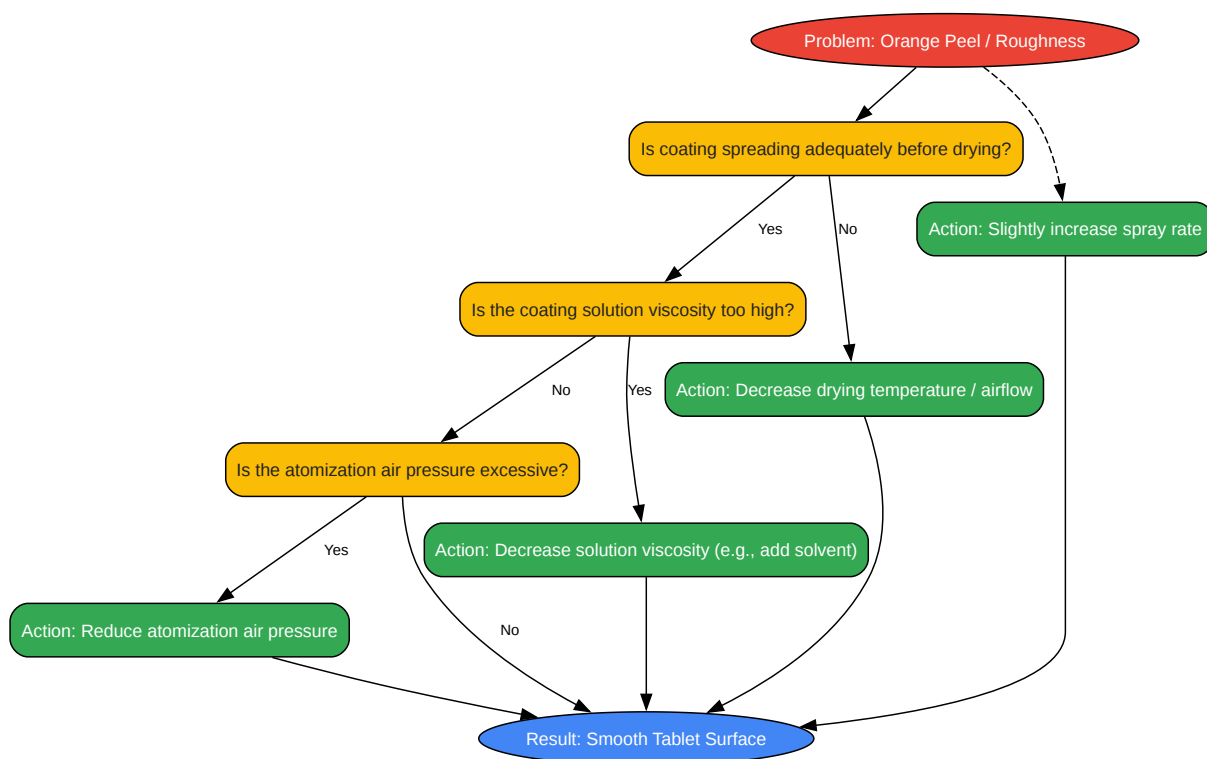 Problem: Orange Peel / Roughness
Is coating spreading adequately before drying?
Yes
No
Action: Slightly increase spray rate
Is the coating solution viscosity too high?
No
Yes
Action: Decrease drying temperature / airflow
Is the atomization air pressure excessive?
Yes
Action: Decrease solution viscosity (e.g., add solvent)
No
Action: Reduce atomization air pressure
Result: Smooth Tablet Surface